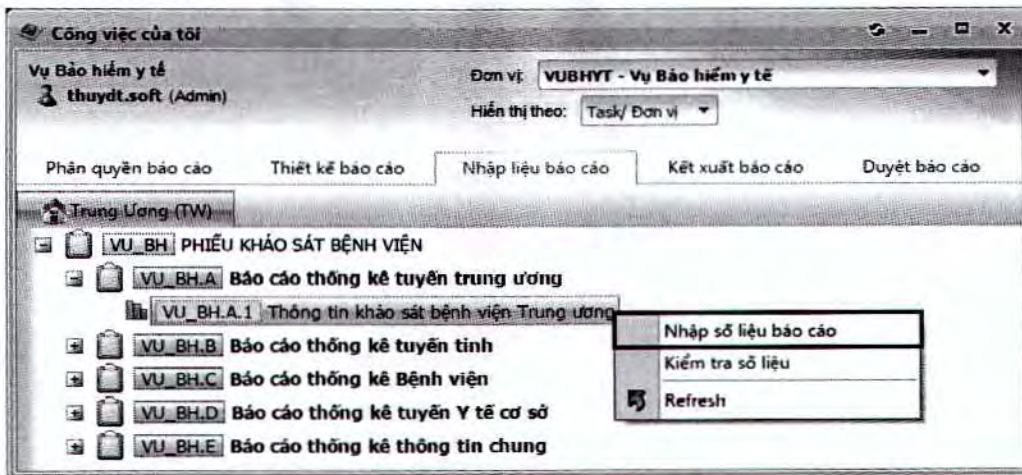 Công việc của tôi
Vụ Bảo hiểm y tế
thuydt.soft (Admin)
Đơn vị: VUBHYT - Vụ Bảo hiểm y tế
Hiển thị theo: Task/ Đơn vị
Phân quyền báo cáo Thiết kế báo cáo Nhập liệu báo cáo Kết xuất báo cáo Duyệt báo cáo
Trung Ương (TW)
VU_BH PHIẾU KHẢO SÁT BỆNH VIỆN
VU_BH.A Báo cáo thống kê tuyến trung ương
VU_BH.A.1 Thông tin khảo sát bệnh viện Trung ương
VU_BH.B Báo cáo thống kê tuyến tỉnh
VU_BH.C Báo cáo thống kê Bệnh viện
VU_BH.D Báo cáo thống kê tuyến Y tế cơ sở
VU_BH.E Báo cáo thống kê thông tin chung
Nhập số liệu báo cáo
Kiểm tra số liệu
Refresh